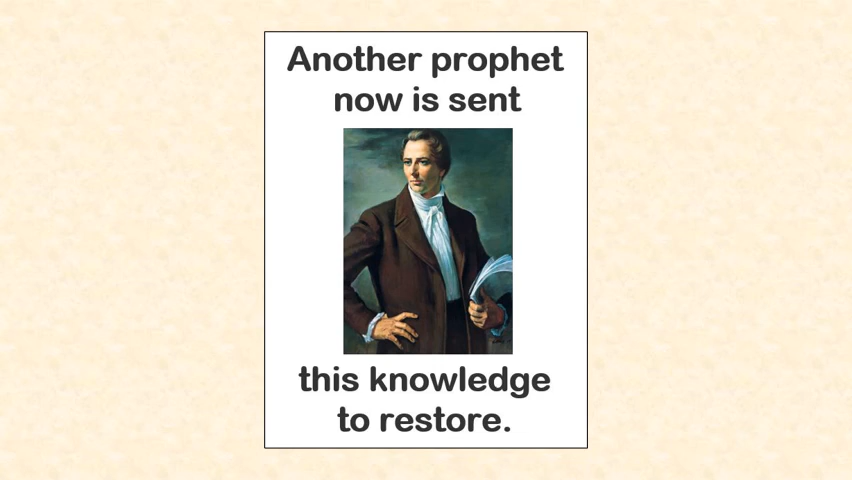 Another prophet
now is sent
this knowledge
to restore.